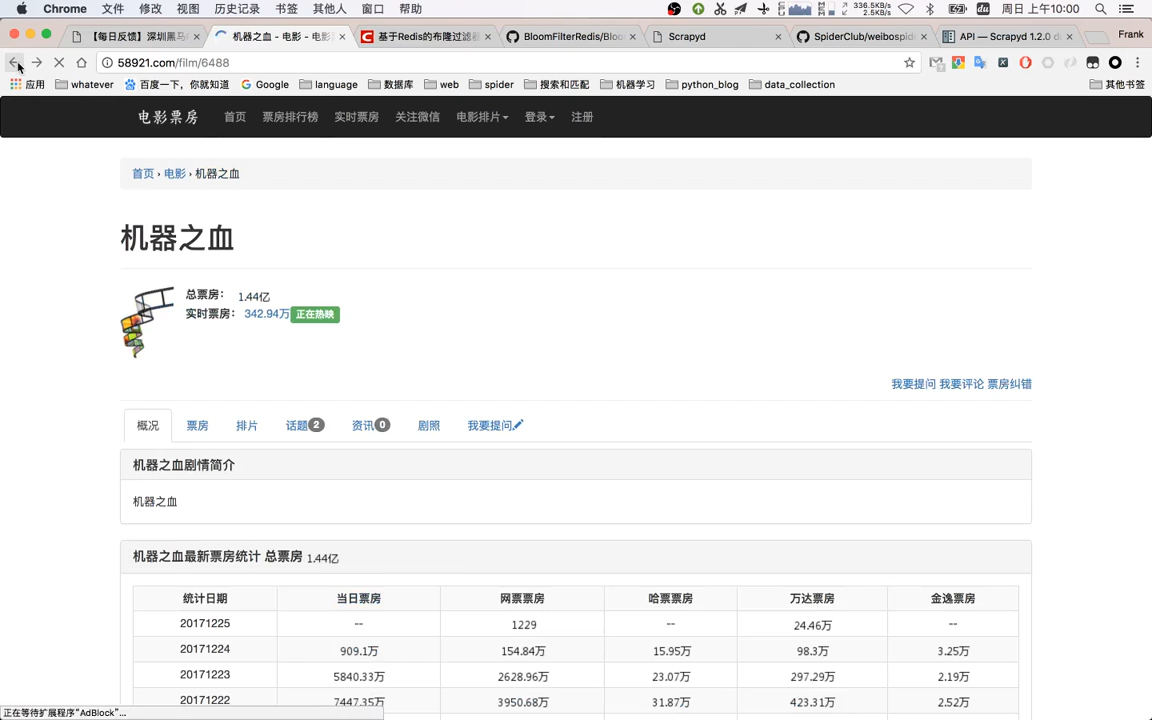 Chrome 文件 修改 视图 历史记录 书签 其他人 窗口 帮助 336.5KB/s 2.5KB/s 周日 上午10:00
【每日反馈】深圳黑马 机器之血 - 电影 - 电影 基于Redis的布隆过滤器 BloomFilterRedis/Bloo Scrapyd SpiderClub/weibospide API — Scrapyd 1.2.0 d Frank
58921.com/film/6488
应用 whatever 百度一下，你就知道 Google language 数据库 web spider 搜索和匹配 机器学习 python_blog data_collection 其他书签
电影票房 首页 票房排行榜 实时票房 关注微信 电影排片 登录 注册
首页 › 电影 › 机器之血
机器之血
总票房： 1.44亿
实时票房： 342.94万 正在热映
我要提问 我要评论 票房纠错
概况 票房 排片 话题 2 资讯 0 剧照 我要提问
机器之血剧情简介
机器之血
机器之血最新票房统计 总票房 1.44亿
统计日期 当日票房 网票票房 哈票票房 万达票房 金逸票房
20171225 -- 1229 -- 24.46万 --
20171224 909.1万 154.84万 15.95万 98.3万 3.25万
20171223 5840.33万 2628.96万 23.07万 297.29万 2.19万
20171222 7447.35万 3950.68万 31.87万 423.31万 2.52万
正在等待扩展程序“AdBlock”...